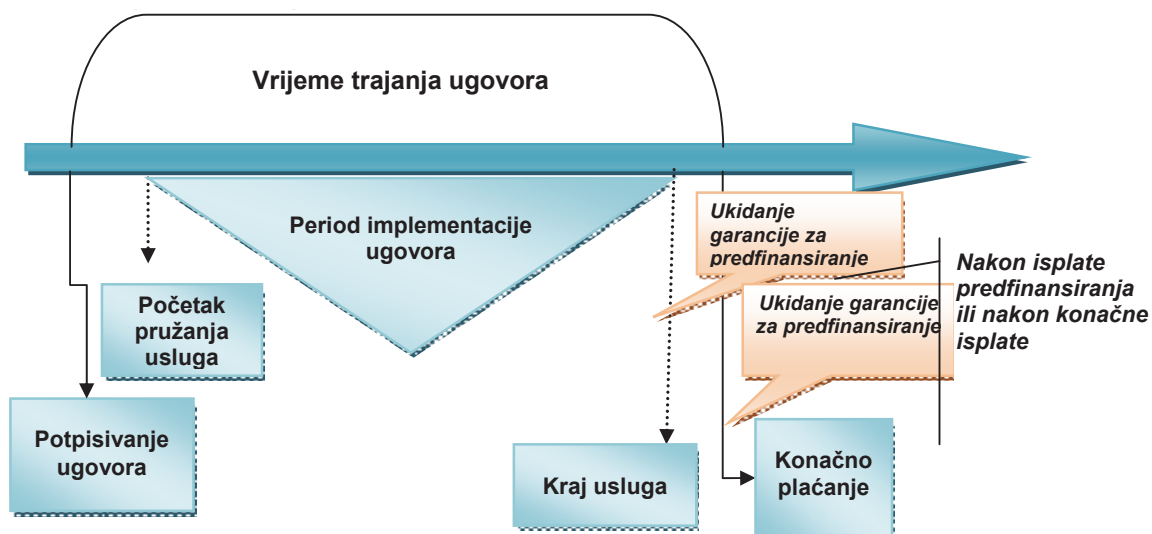 Vrijeme trajanja ugovora
Period implementacije
ugovora
Ukidanje
garancije za
predfinansiranje
Nakon isplate
predfinansiranja
ili nakon konačne
isplate
Ukidanje garancije
za predfinansiranje
Početak
pružanja
usluga
Potpisivanje
ugovora
Kraj usluga
Konačno
plaćanje